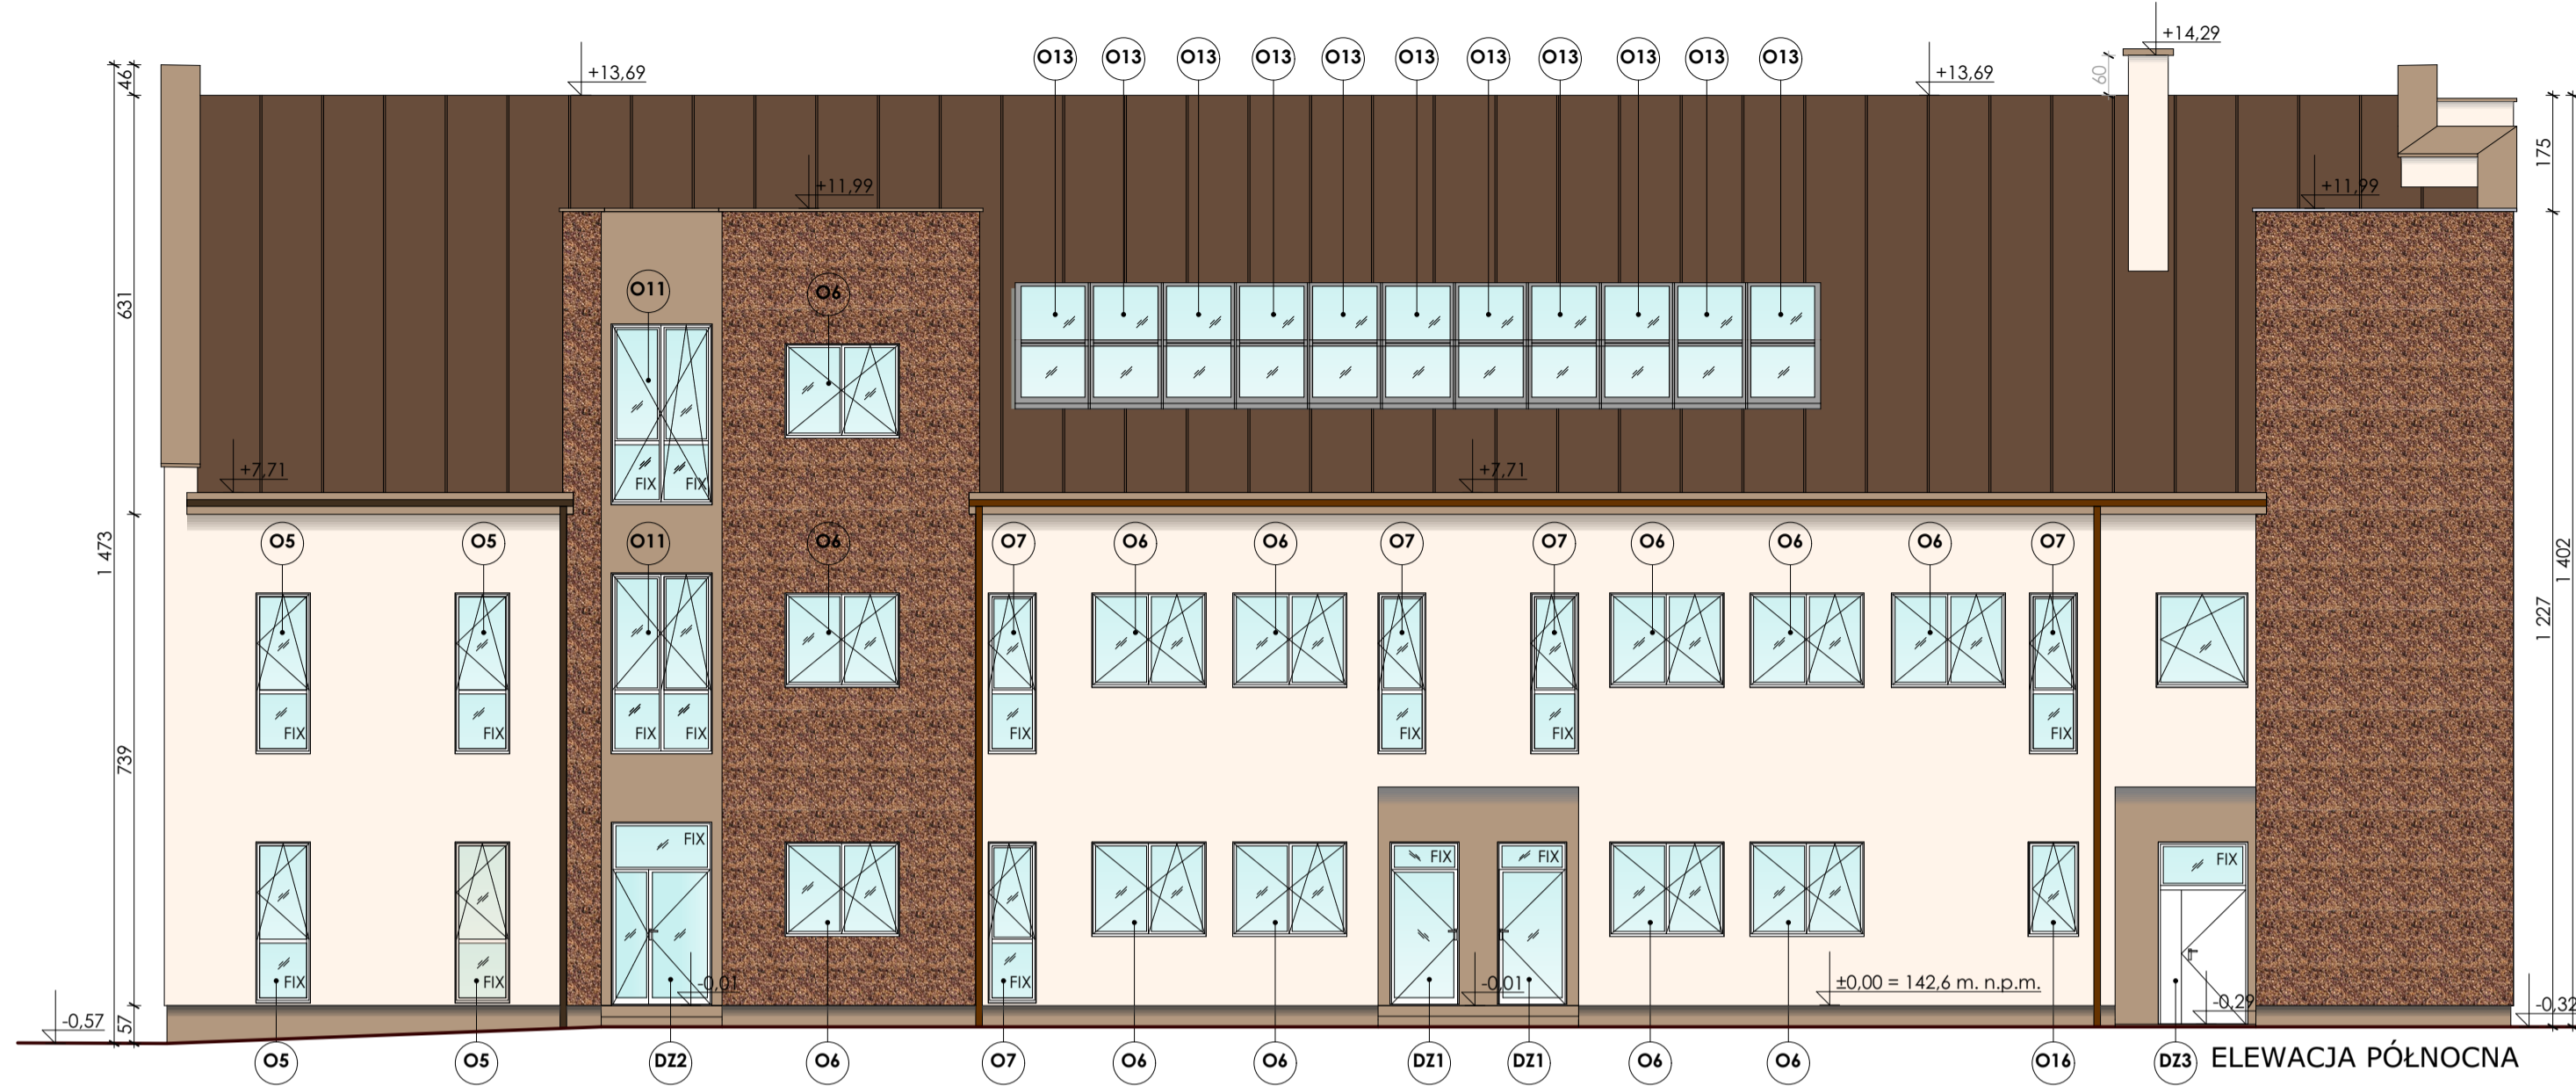 +14,29
O13 O13 O13 O13 O13 O13 O13 O13 O13 O13 O13
46 +13,69 +13,69 60
175
+11,99 +11,99
O11 O6
631
FIX FIX
+7,71 +7,71
O5 O5 O11 O6 O7 O6 O6 O7 O7 O6 O6 O6 O7
1 473 1 402
1 227
FIX FIX FIX FIX FIX FIX FIX FIX
739
FIX FIX FIX FIX
FIX FIX -0,01 FIX -0,01 ±0,00 = 142,6 m. n.p.m.
-0,57 57 -0,29 -0,32
O5 O5 DZ2 O6 O7 O6 O6 DZ1 DZ1 O6 O6 O16 DZ3 ELEWACJA PÓŁNOCNA